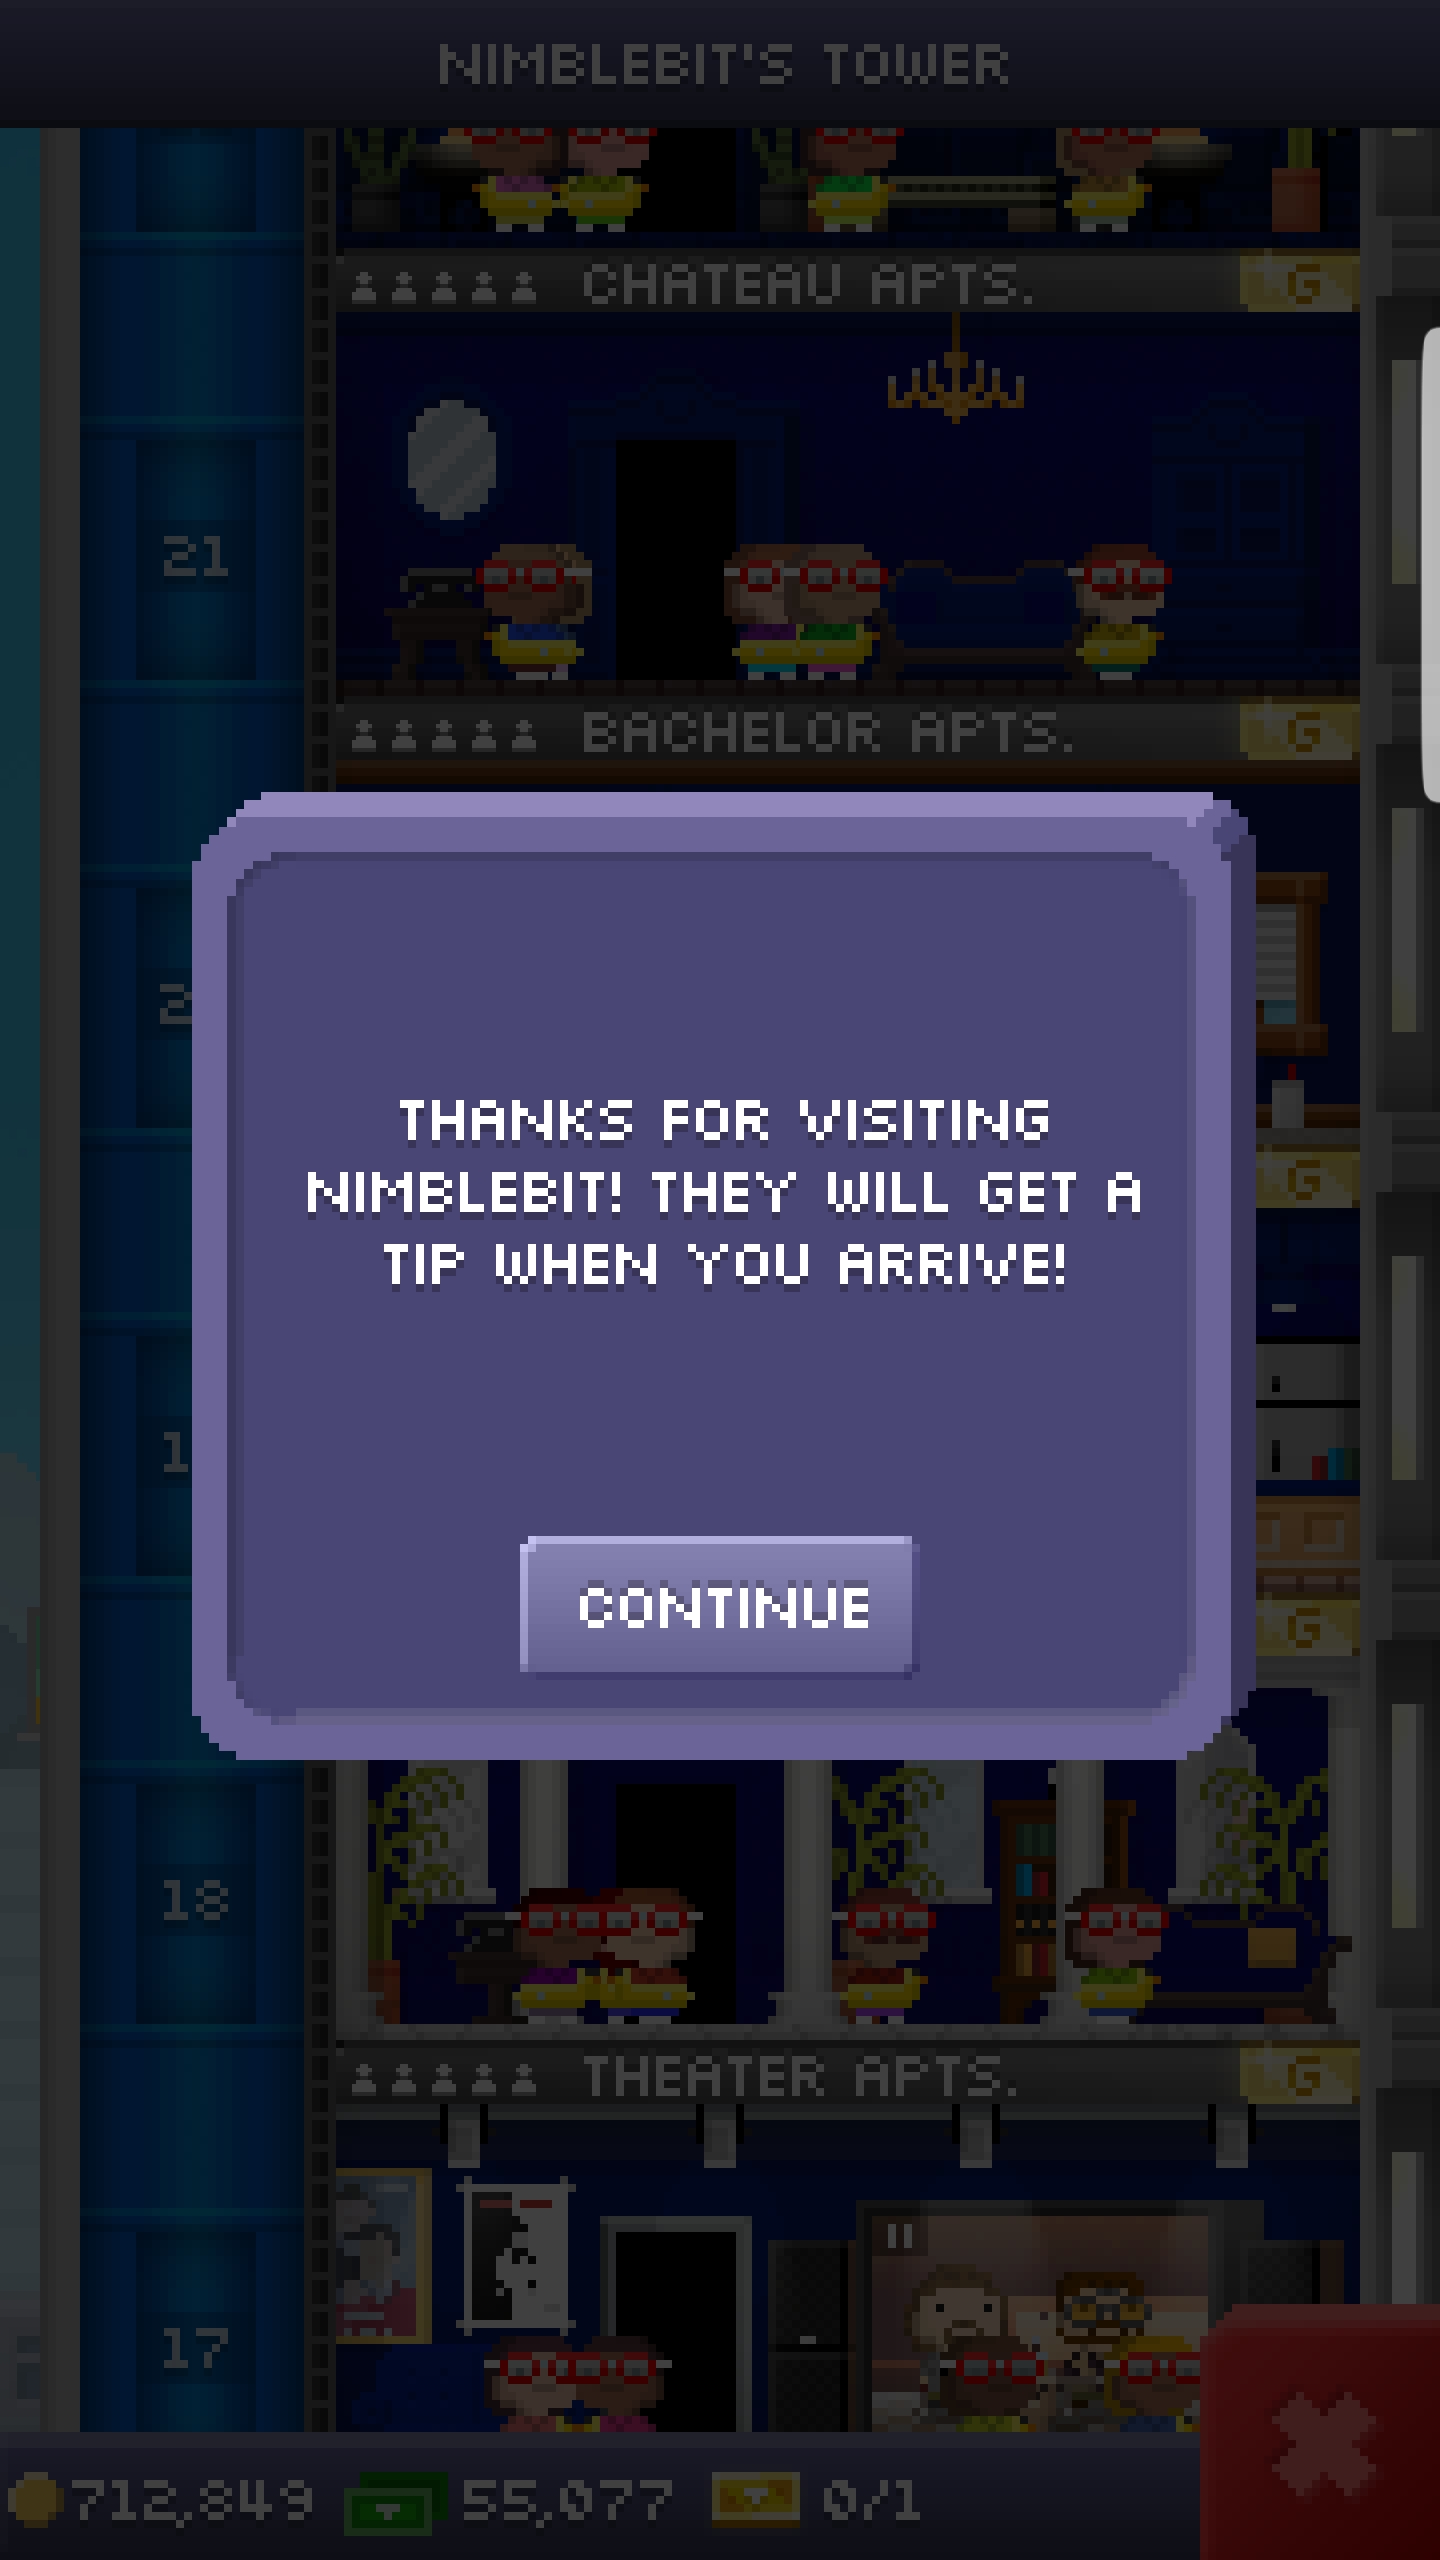 NIMBLEBIT'S TOWER
CHATEAU APTS.
G
21
BACHELOR APTS.
G
G
THANKS FOR VISITING
NIMBLEBIT! THEY WILL GET A
TIP WHEN YOU ARRIVE!
CONTINUE
G
18
THEATER APTS.
G
17
712,849
55,077
0/1